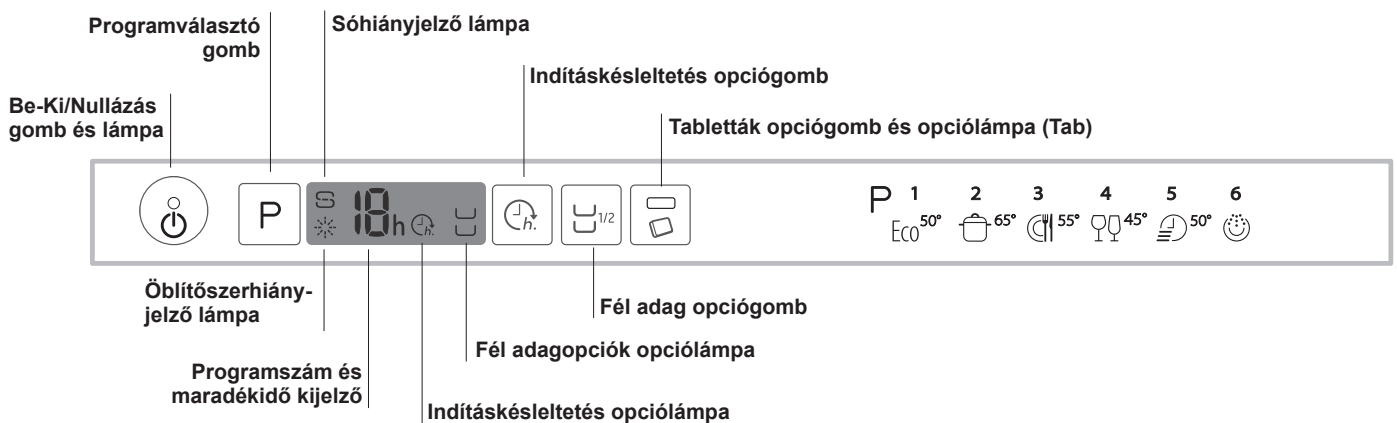 Programválasztó
gomb
Sóhiányjelző lámpa
Indításkésleltetés opciógomb
Be-Ki/Nullázás
gomb és lámpa
Tabletták opciógomb és opciólámpa (Tab)
P
18h
h.
h.
1/2
P 1 2 3 4 5 6
Eco 50° 65° 55° 45° 50°
Öblítőszerhiány-
jelző lámpa
Fél adag opciógomb
Fél adagopciók opciólámpa
Programszám és
maradékidő kijelző
Indításkésleltetés opciólámpa